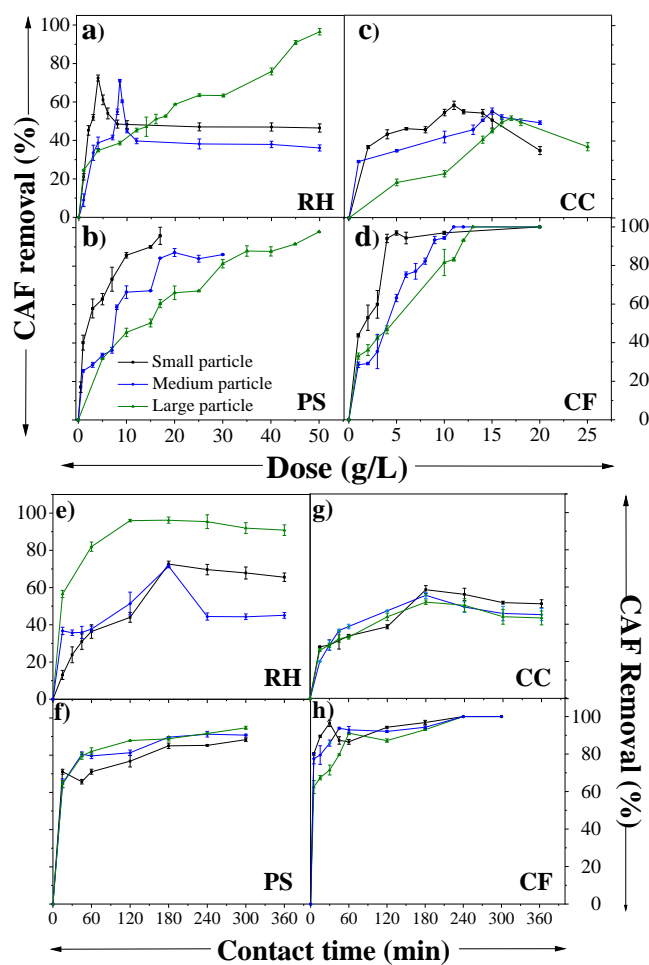 a)
c)
100
80
60
40
20
0
RH
CC
CAF removal (%)
b)
d)
100
80
60
40
20
0
Small particle
Medium particle
Large particle
PS
CF
0 10 20 30 40 50
0 5 10 15 20 25
Dose (g/L)
e)
g)
100
80
60
40
20
0
RH
CC
CAF Removal (%)
f)
h)
100
80
60
40
20
0
PS
CF
0 60 120 180 240 300 360
0 60 120 180 240 300 360
Contact time (min)